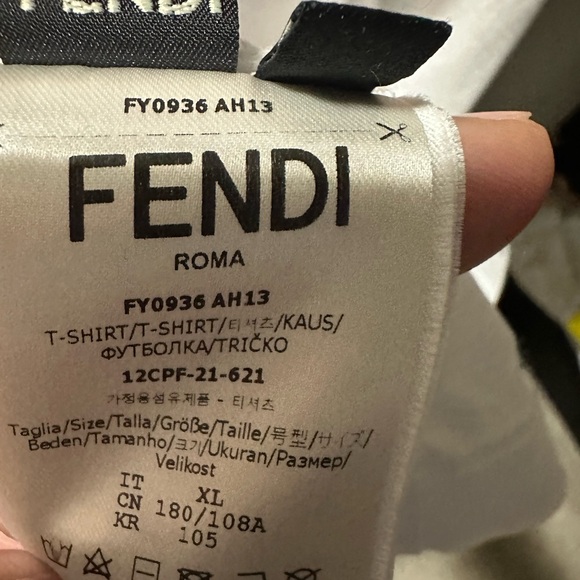 FENDI
FY0936 AH13
FENDI
ROMA
FY0936 AH13
T-SHIRT/T-SHIRT/티셔츠/KAUS/
ФУТБОЛКА/TRIČKO
12CPF-21-621
가정용섬유제품 - 티셔츠
Taglia/Size/Talla/Größe/Taille/号型/サイズ/
Beden/Tamanho/크기/Ukuran/Размер/
Velikost
IT XL
CN 180/108A
KR 105